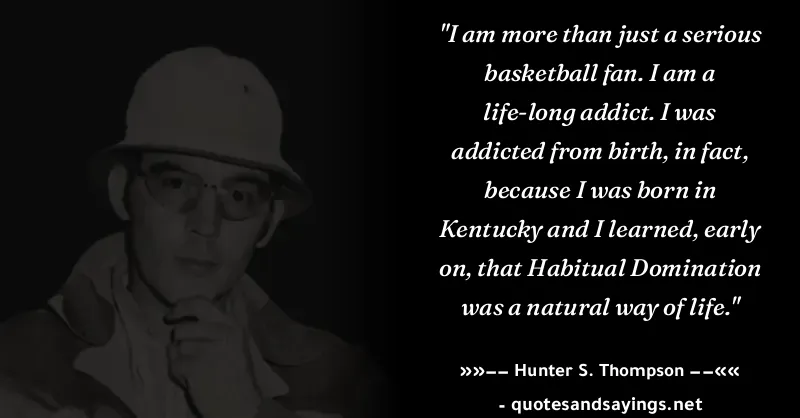 "I am more than just a serious
basketball fan. I am a
life-long addict. I was
addicted from birth, in fact,
because I was born in
Kentucky and I learned, early
on, that Habitual Domination
was a natural way of life."
»»-- Hunter S. Thompson --««
- quotesandsayings.net